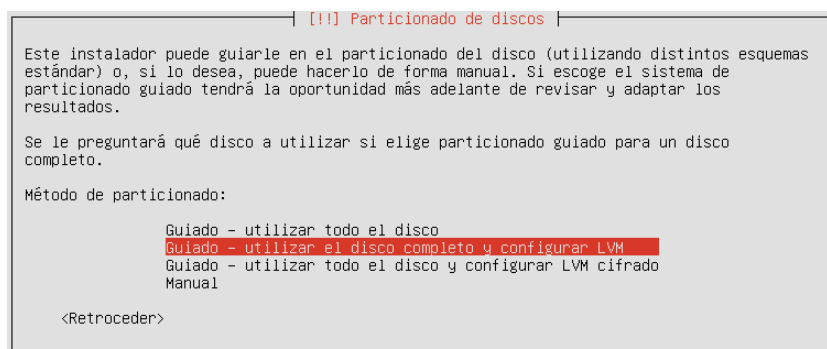 [!!] Particionado de discos
Este instalador puede guiarle en el particionado del disco (utilizando distintos esquemas
estándar) o, si lo desea, puede hacerlo de forma manual. Si escoge el sistema de
particionado guiado tendrá la oportunidad más adelante de revisar y adaptar los
resultados.
Se le preguntará qué disco a utilizar si elige particionado guiado para un disco
completo.
Método de particionado:
Guiado – utilizar todo el disco
Guiado – utilizar el disco completo y configurar LVM
Guiado – utilizar todo el disco y configurar LVM cifrado
Manual
<Retroceder>